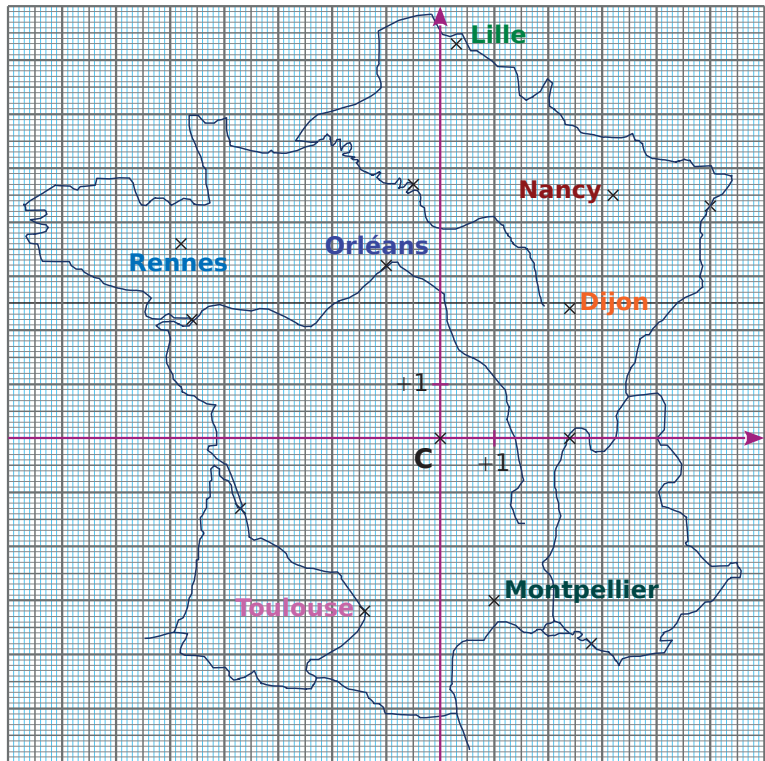 Lille
Nancy
Orléans
Rennes
Dijon
+1
C
+1
Montpellier
Toulouse